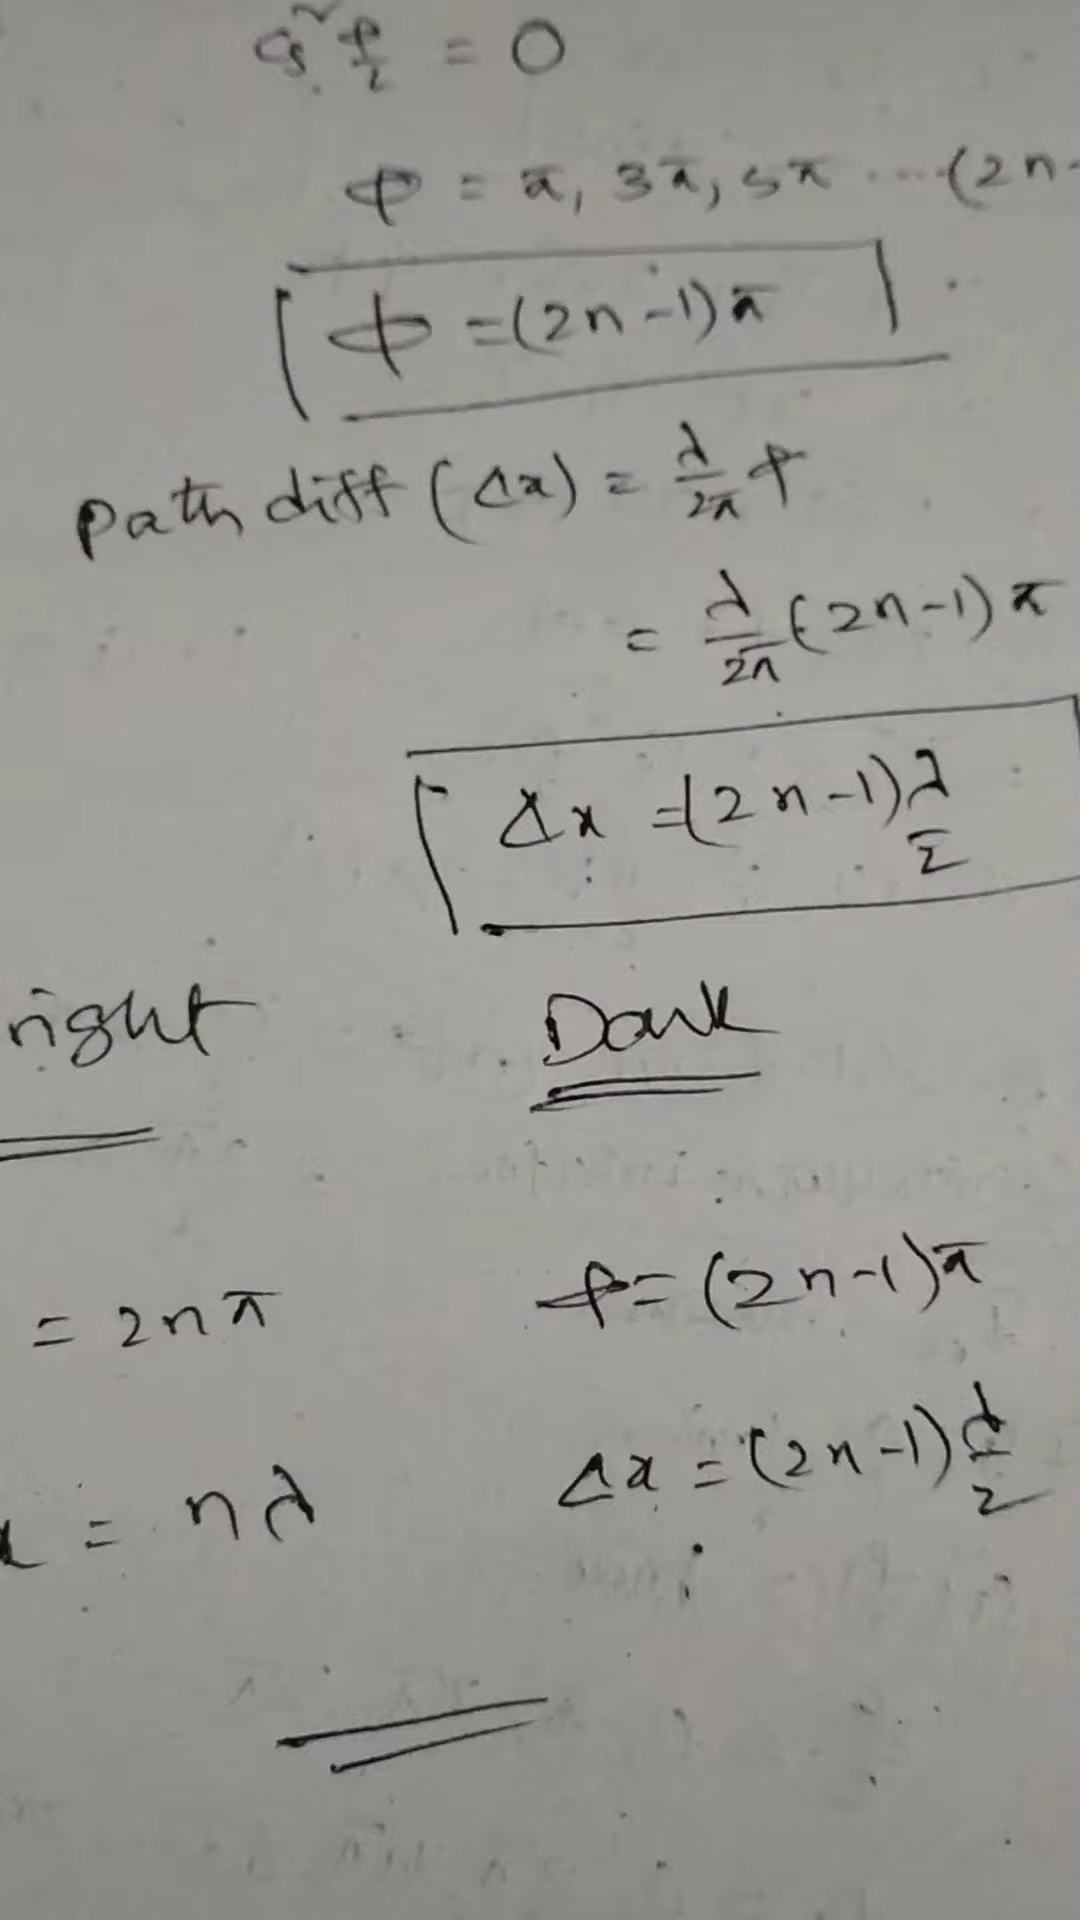 cos² φ/2 = 0
φ = π, 3π, 5π ....(2n-
φ = (2n-1)π
Path diff (Δx) = λ/2π φ
= λ/2π (2n-1) π
Δx = (2n-1) λ/2
right Dark
= 2nπ φ = (2n-1)π
x = nλ Δx = (2n-1) λ/2